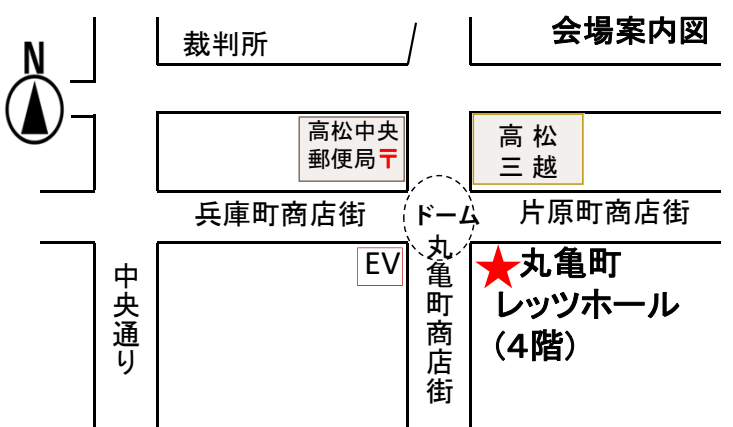 会場案内図
裁判所
N
高松中央
郵便局〒
高松
三越
兵庫町商店街
ドーム
片原町商店街
EV
丸亀町商店街
中央通り
★丸亀町
レッツホール
(4階)